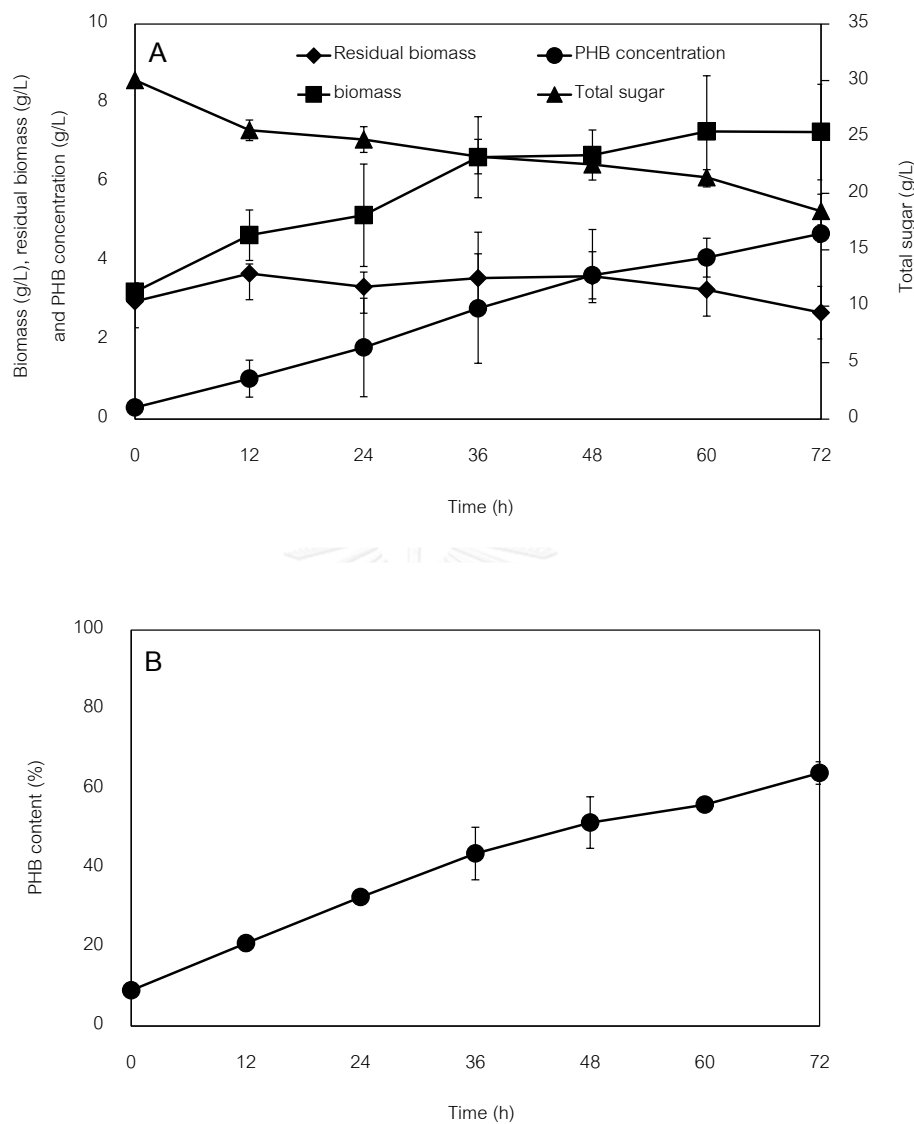 A
Residual biomass
PHB concentration
biomass
Total sugar
Biomass (g/L), residual biomass (g/L)
and PHB concentration (g/L)
10
8
6
4
2
0
35
30
25
20
15
10
5
0
Total sugar (g/L)
0 12 24 36 48 60 72
Time (h)
B
PHB content (%)
100
80
60
40
20
0
0 12 24 36 48 60 72
Time (h)